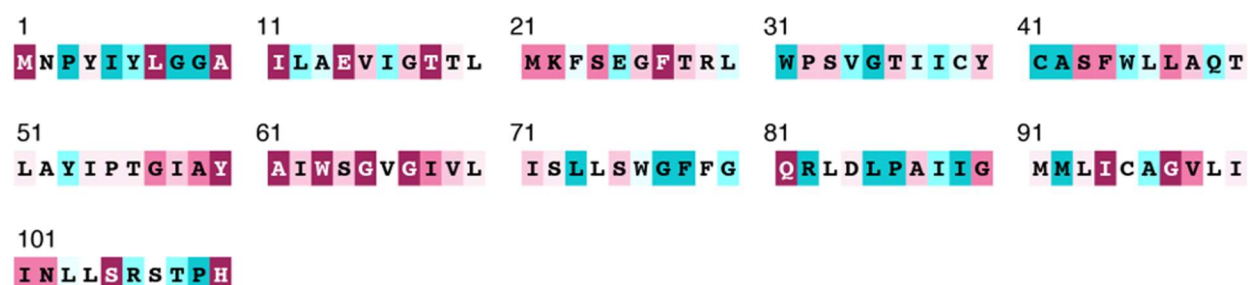 1 11 21 31 41
MNPYIYLGGA ILAEVIGTTL MKFSEGFTRL WPSVGTIICY CASFWLLAQT
51 61 71 81 91
LAYIPTGIAY AIWSGVGIVL ISLLSWGFFG QRLDLPAIIG MMLICAGVLI
101
INLLSRSTPH